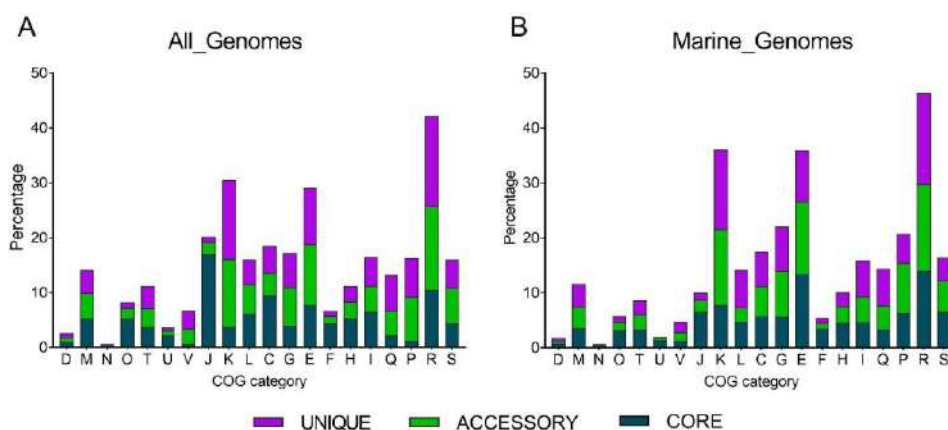 A
All_Genomes
Percentage
50
40
30
20
10
0
D M N O T U V J K L C G E F H I Q P R S
COG category
B
Marine_Genomes
Percentage
50
40
30
20
10
0
D M N O T U V J K L C G E F H I Q P R S
COG category
UNIQUE ACCESSORY CORE